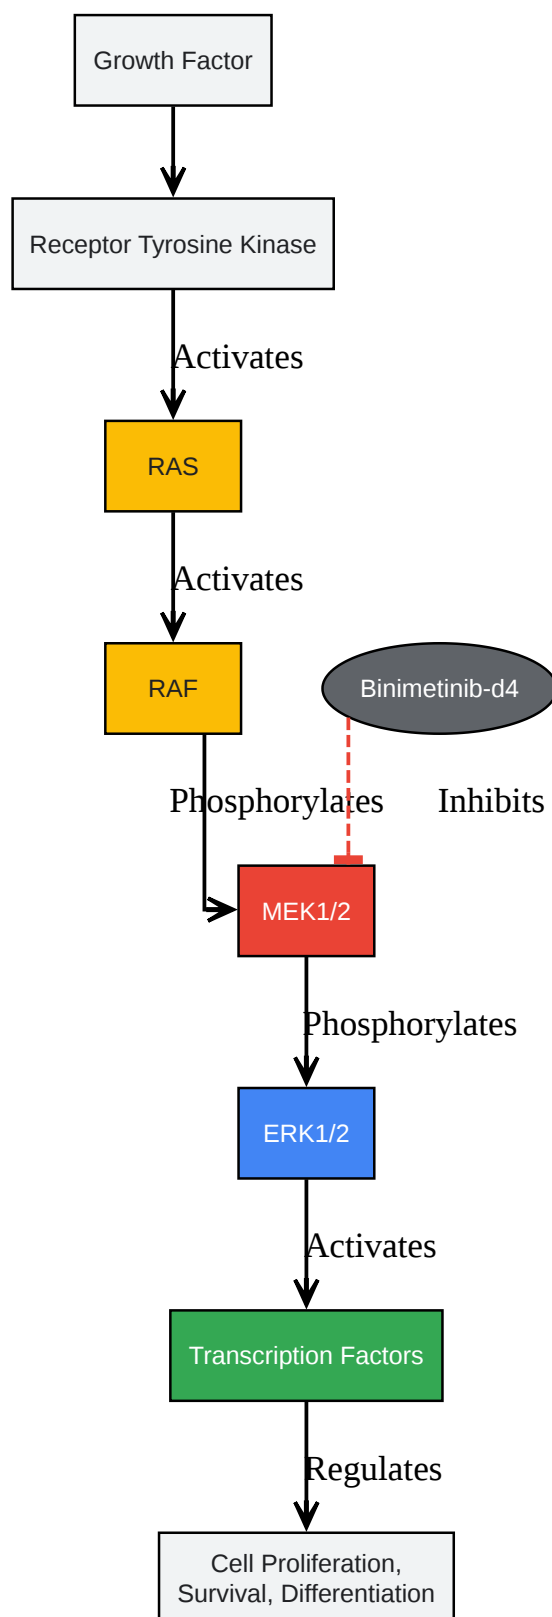 Growth Factor
Receptor Tyrosine Kinase
Activates
RAS
Activates
RAF
Binimetinib-d4
Phosphorylates
Inhibits
MEK1/2
Phosphorylates
ERK1/2
Activates
Transcription Factors
Regulates
Cell Proliferation,
Survival, Differentiation